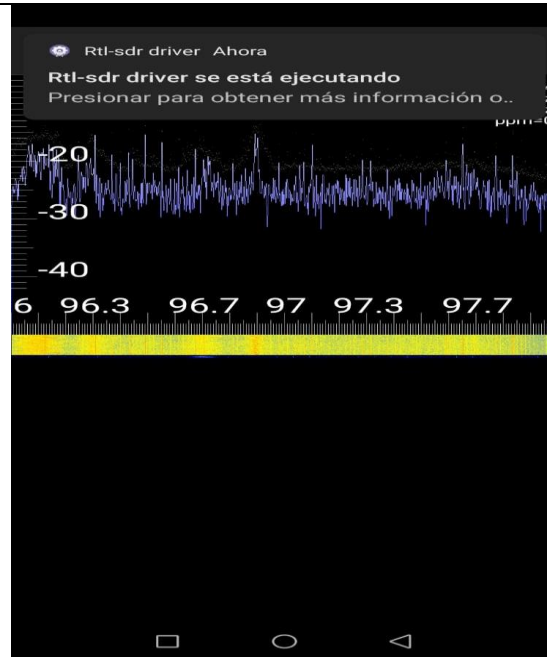 Rtl-sdr driver Ahora
Rtl-sdr driver se está ejecutando
Presionar para obtener más información o..
-20
-30
-40
6 96.3 96.7 97 97.3 97.7